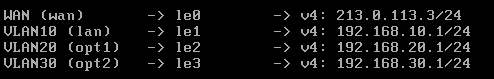 WAN (wan) -> le0 -> v4: 213.0.113.3/24
VLAN10 (lan) -> le1 -> v4: 192.168.10.1/24
VLAN20 (opt1) -> le2 -> v4: 192.168.20.1/24
VLAN30 (opt2) -> le3 -> v4: 192.168.30.1/24